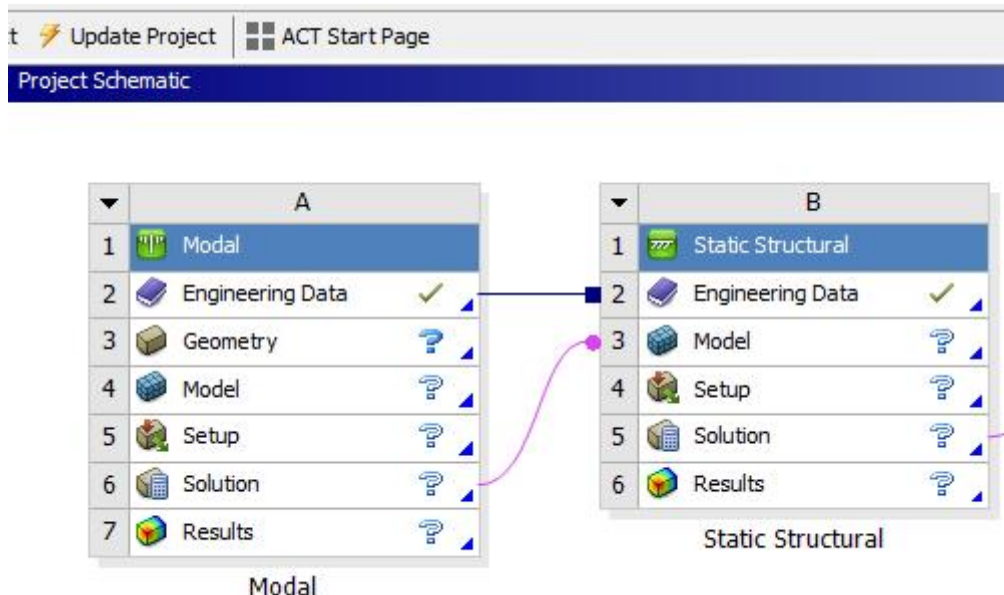 t Update Project ACT Start Page
Project Schematic
A
1 Modal
2 Engineering Data
3 Geometry ?
4 Model ?
5 Setup ?
6 Solution ?
7 Results ?
Modal
B
1 Static Structural
2 Engineering Data
3 Model ?
4 Setup ?
5 Solution ?
6 Results ?
Static Structural